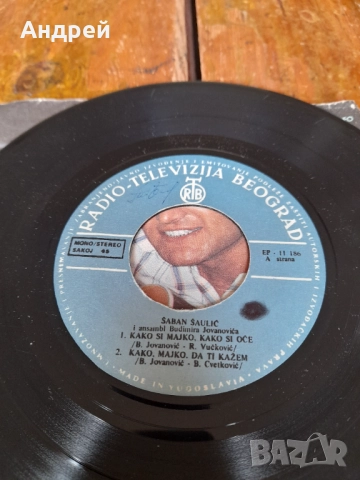 Андрей
RADIO-TELEVIZIJA BEOGRAD
RTB
MONO/STEREO
SAKOJ 46
EP - 11 186
A strana
ŠABAN ŠAULIĆ
i ansambl Budimira Jovanovića
1. KAKO SI MAJKO, KAKO SI OČE
/B. Jovanović - R. Vučković/
2. KAKO, MAJKO, DA TI KAŽEM
/B. Jovanović - B. Cvetković/
MADE IN YUGOSLAVIA
BAZAR
bg